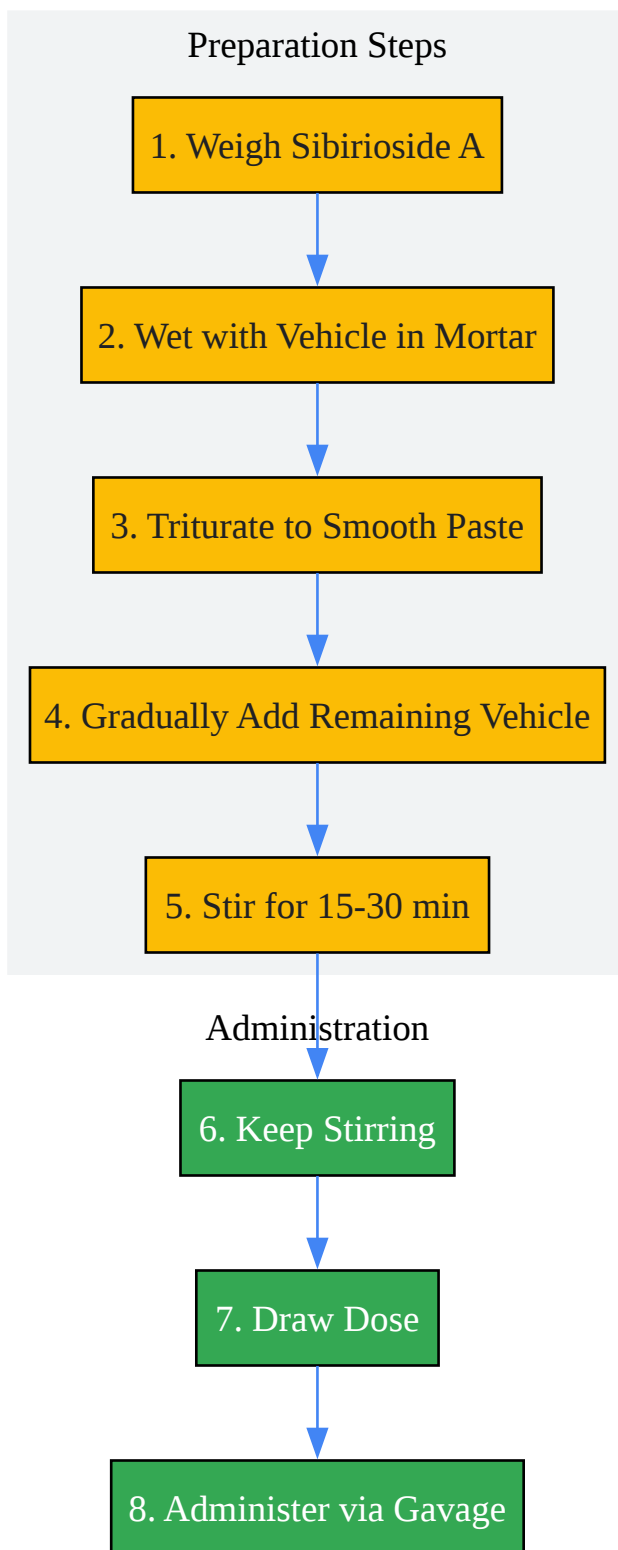 Preparation Steps
1. Weigh Sibirioside A
2. Wet with Vehicle in Mortar
3. Triturate to Smooth Paste
4. Gradually Add Remaining Vehicle
5. Stir for 15-30 min
Administration
6. Keep Stirring
7. Draw Dose
8. Administer via Gavage